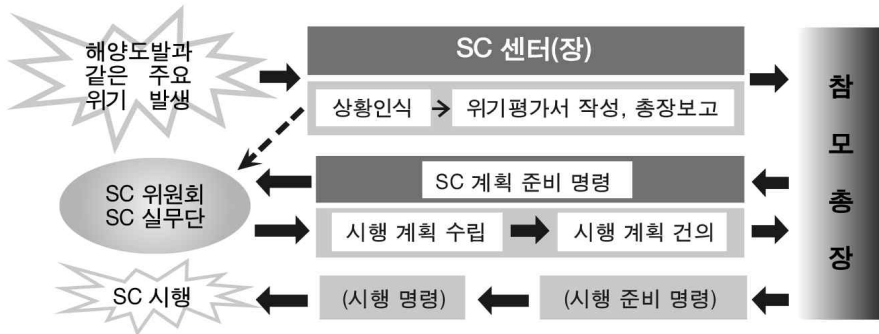 해양도발과
같은 주요
위기 발생
SC 센터(장)
상황인식
위기평가서 작성, 총장보고
SC 위원회
SC 실무단
SC 계획 준비 명령
시행 계획 수립
시행 계획 건의
SC 시행
(시행 명령)
(시행 준비 명령)
참
모
총
장